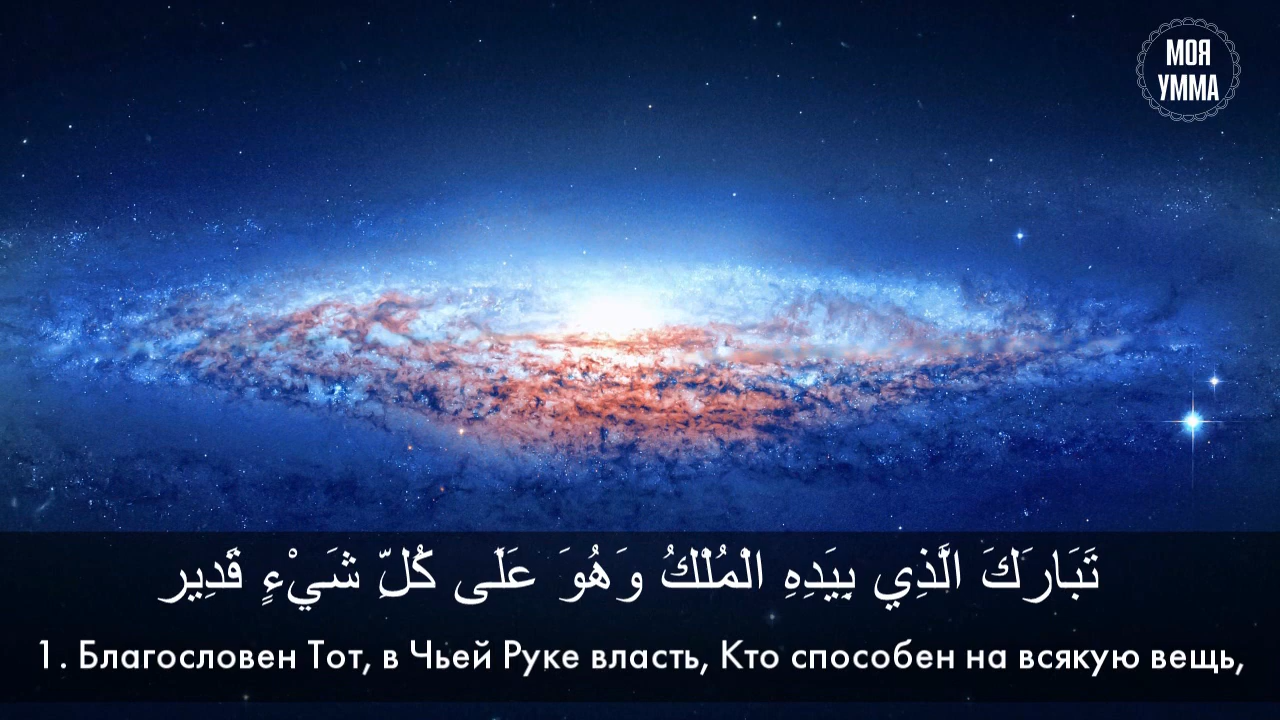 МОЯ
УММА
تَبَارَكَ الَّذِي بِيَدِهِ الْمُلْكُ وَهُوَ عَلَى كُلِّ شَيْءٍ قَدِير
1. Благословен Тот, в Чьей Руке власть, Кто способен на всякую вещь,